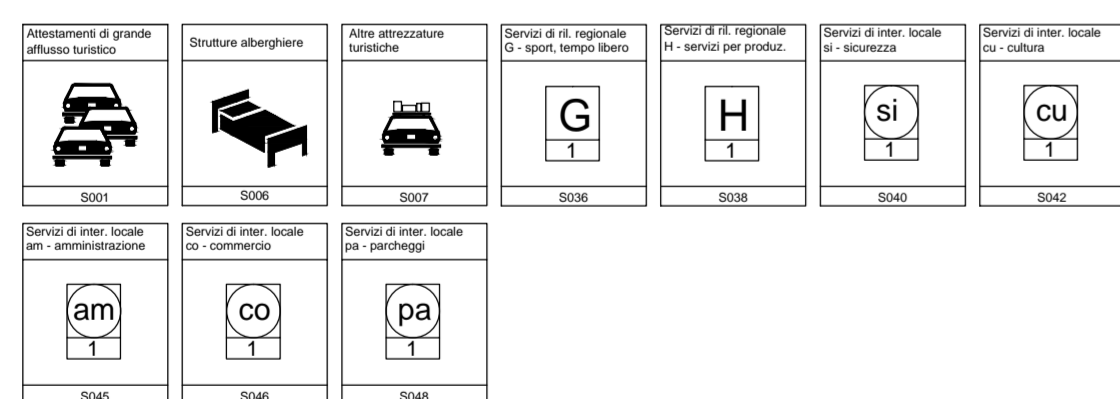 Attestamenti di grande
afflusso turistico
S001
Strutture alberghiere
S006
Altre attrezzature
turistiche
S007
Servizi di ril. regionale
G - sport, tempo libero
G
1
S036
Servizi di ril. regionale
H - servizi per produz.
H
1
S038
Servizi di inter. locale
si - sicurezza
si
1
S040
Servizi di inter. locale
cu - cultura
cu
1
S042
Servizi di inter. locale
am - amministrazione
am
1
S045
Servizi di inter. locale
co - commercio
co
1
S046
Servizi di inter. locale
pa - parcheggi
pa
1
S048